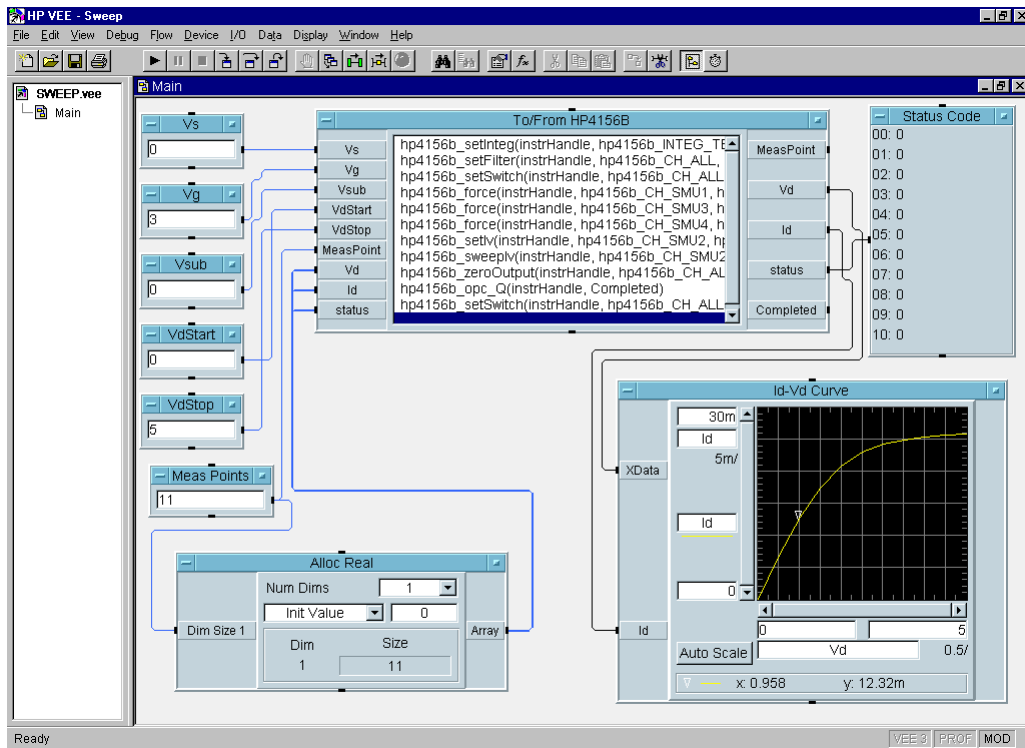 HP VEE - Sweep
File Edit View Debug Flow Device I/O Data Display Window Help
SWEEP.vee
Main
Main
Vs
0
Vg
3
Vsub
0
VdStart
0
VdStop
5
Meas Points
11
To/From HP4156B
Vs
Vg
Vsub
VdStart
VdStop
MeasPoint
Vd
Id
status
hp4156b_setInteg(instrHandle, hp4156b_INTEG_TE
hp4156b_setFilter(instrHandle, hp4156b_CH_ALL,
hp4156b_setSwitch(instrHandle, hp4156b_CH_ALL
hp4156b_force(instrHandle, hp4156b_CH_SMU1, h
hp4156b_force(instrHandle, hp4156b_CH_SMU3, h
hp4156b_force(instrHandle, hp4156b_CH_SMU4, h
hp4156b_setIv(instrHandle, hp4156b_CH_SMU2, hp
hp4156b_sweepIv(instrHandle, hp4156b_CH_SMU2
hp4156b_zeroOutput(instrHandle, hp4156b_CH_AL
hp4156b_opc_Q(instrHandle, Completed)
hp4156b_setSwitch(instrHandle, hp4156b_CH_ALL
MeasPoint
Vd
Id
status
Completed
Status Code
00: 0
01: 0
02: 0
03: 0
04: 0
05: 0
06: 0
07: 0
08: 0
09: 0
10: 0
Alloc Real
Dim Size 1
Num Dims 1
Init Value 0
Dim Size
1 11
Array
Id-Vd Curve
XData
Id
30m
Id
5m/
Id
0
0 5
Auto Scale Vd 0.5/
x: 0.958 y: 12.32m
Ready
VEE 3 PROF MOD